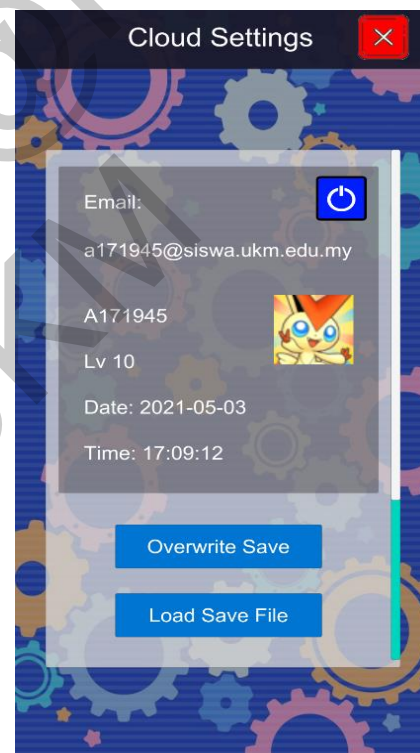 Cloud Settings
Email:
a171945@siswa.ukm.edu.my
A171945
Lv 10
Date: 2021-05-03
Time: 17:09:12
Overwrite Save
Load Save File